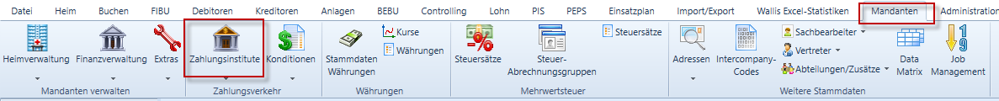 Datei Heim Buchen FIBU Debitoren Kreditoren Anlagen BEBU Controlling Lohn PIS PEPS Einsatzplan Import/Export Wallis Excel-Statistiken Mandanten Administration
Heimverwaltung Finanzverwaltung Extras
Mandanten verwalten
Zahlungsinstitute Konditionen
Zahlungsverkehr
Stammdaten
Währungen
Kurse
Währungen
Währungen
Steuersätze
Steuer-
Abrechnungsgruppen
Steuersätze
Mehrwertsteuer
Adressen
Intercompany-
Codes
Sachbearbeiter
Vertreter
Abteilungen/Zusätze
Data
Matrix
Job
Management
Weitere Stammdaten